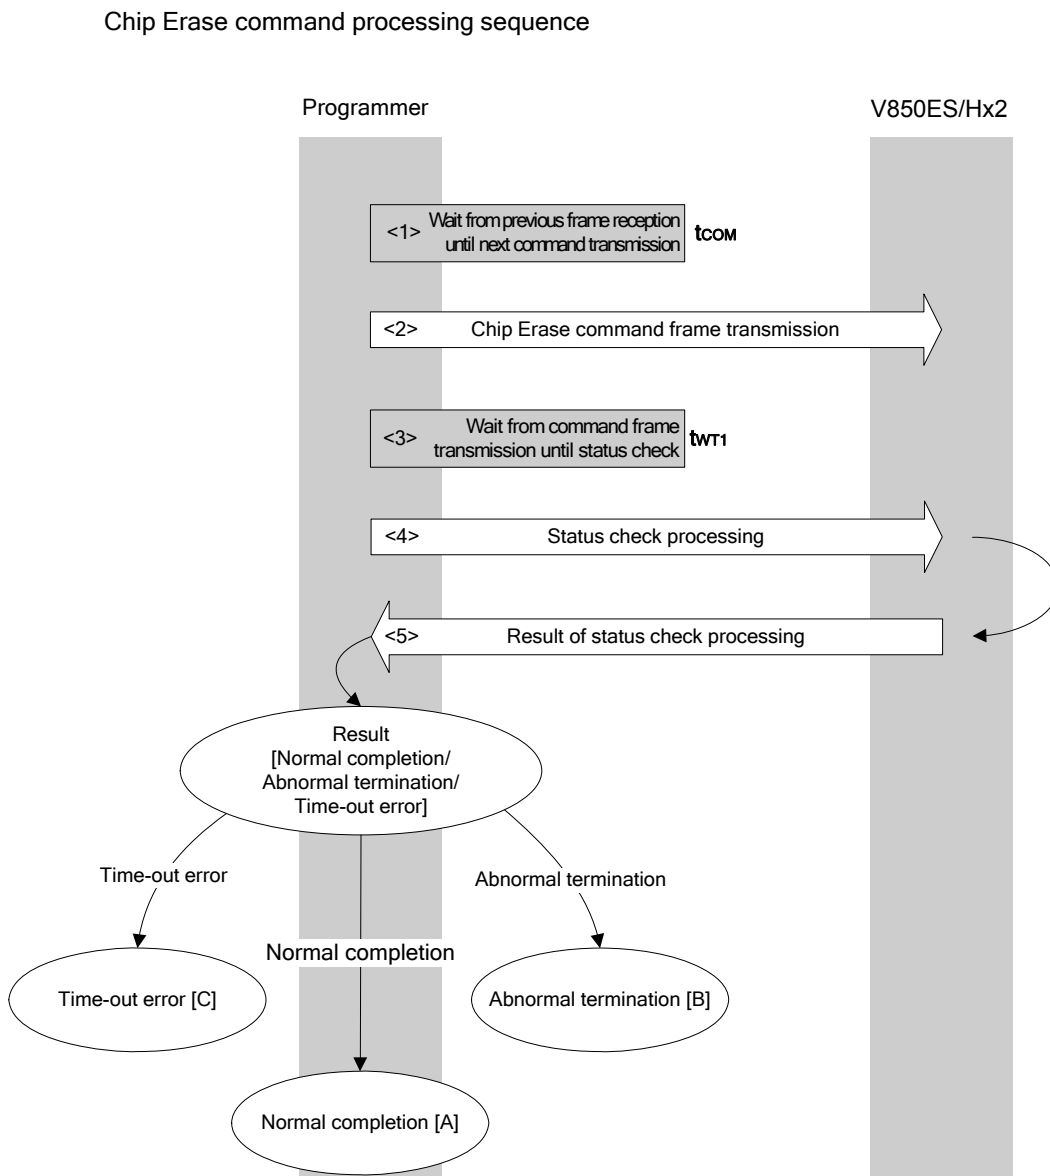 Chip Erase command processing sequence
Programmer
V850ES/Hx2
<1> Wait from previous frame reception
until next command transmission
tCOM
<2> Chip Erase command frame transmission
<3> Wait from command frame
transmission until status check
tWT1
<4> Status check processing
<5> Result of status check processing
Result
[Normal completion/
Abnormal termination/
Time-out error]
Time-out error
Abnormal termination
Normal completion
Time-out error [C]
Abnormal termination [B]
Normal completion [A]